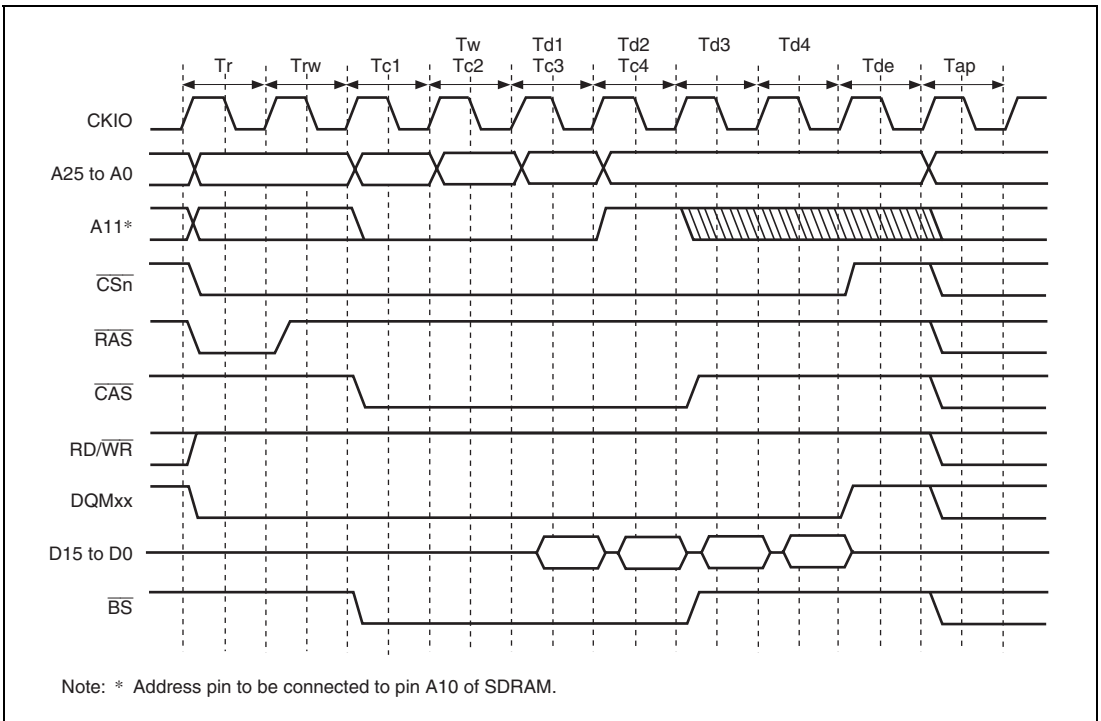 Tw Td1 Td2 Td3 Td4
Tr Trw Tc1 Tc2 Tc3 Tc4 Tde Tap
CKIO
A25 to A0
A11*
CSn
RAS
CAS
RD/WR
DQMxx
D15 to D0
BS
Note: * Address pin to be connected to pin A10 of SDRAM.